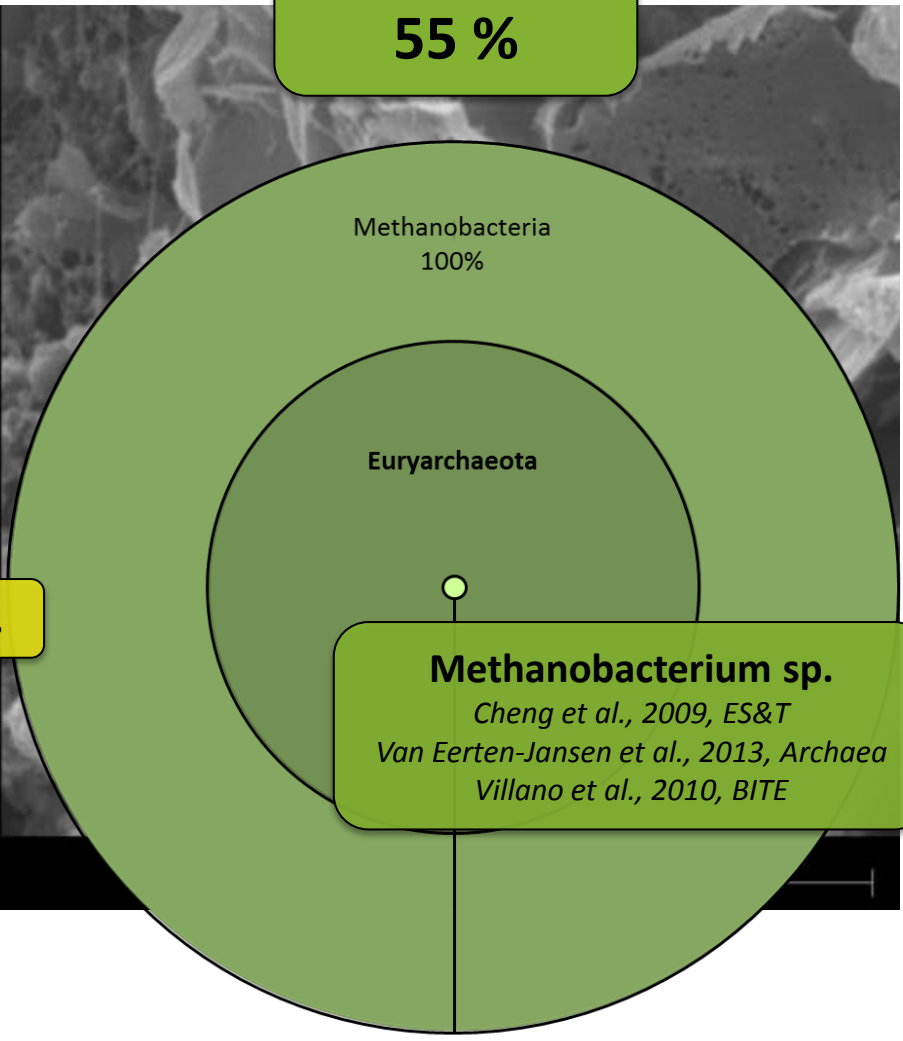 55 %
Methanobacteria
100%
Euryarchaeota
Methanobacterium sp.
Cheng et al., 2009, ES&T
Van Eerten-Jansen et al., 2013, Archaea
Villano et al., 2010, BITE